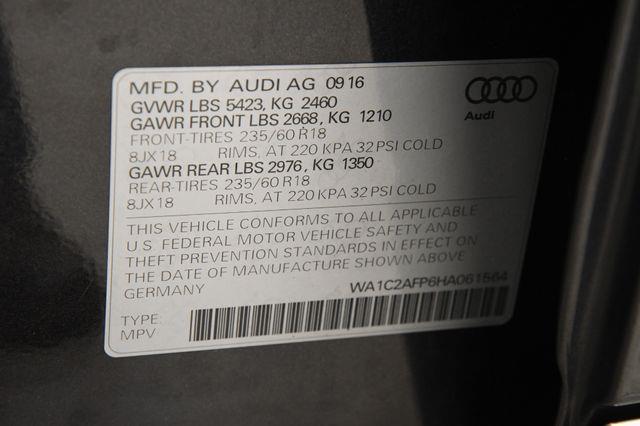 MFD. BY AUDI AG 09 16
GVWR LBS 5423, KG 2460
GAWR FRONT LBS 2668, KG 1210
FRONT-TIRES 235/60 R18
8JX18 RIMS, AT 220 KPA 32 PSI COLD
GAWR REAR LBS 2976, KG 1350
REAR-TIRES 235/60 R18
8JX18 RIMS, AT 220 KPA 32 PSI COLD
Audi
THIS VEHICLE CONFORMS TO ALL APPLICABLE
U.S. FEDERAL MOTOR VEHICLE SAFETY AND
THEFT PREVENTION STANDARDS IN EFFECT ON
THE DATE OF MANUFACTURE SHOWN ABOVE
GERMANY
WA1C2AFP6HA061564
TYPE:
MPV